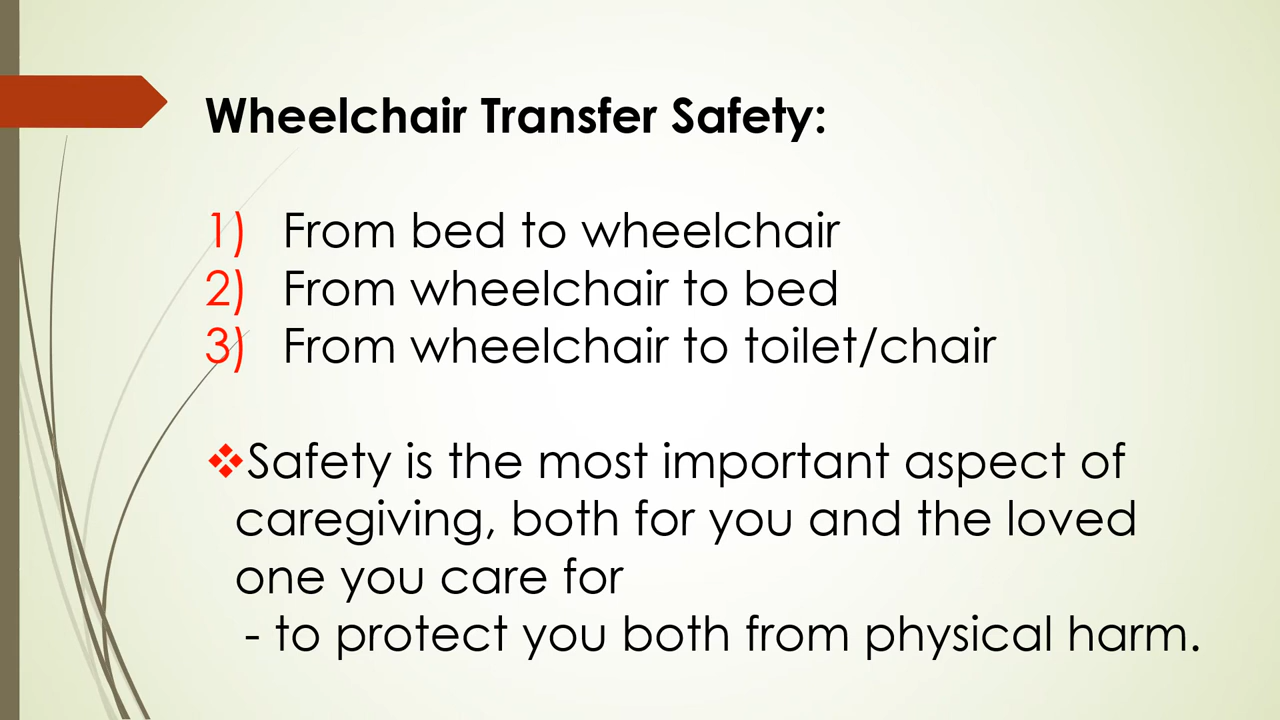 Wheelchair Transfer Safety:
1) From bed to wheelchair
2) From wheelchair to bed
3) From wheelchair to toilet/chair
❖Safety is the most important aspect of
caregiving, both for you and the loved
one you care for
- to protect you both from physical harm.